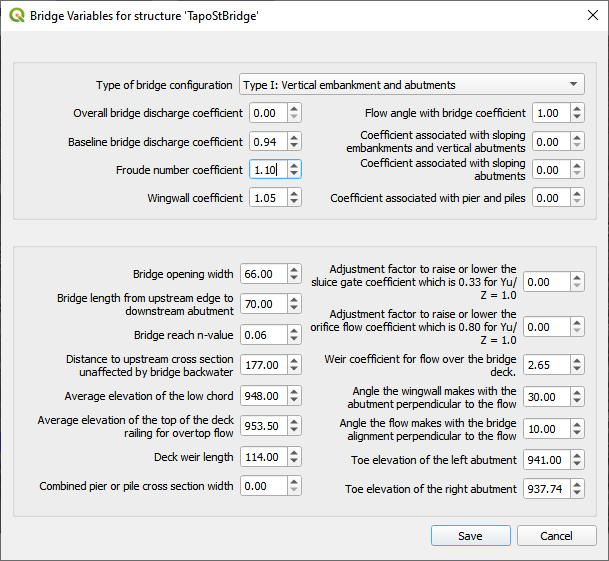 Bridge Variables for structure 'TapoStBridge'
Type of bridge configuration Type I: Vertical embankment and abutments
Overall bridge discharge coefficient 0.00
Flow angle with bridge coefficient 1.00
Baseline bridge discharge coefficient 0.94
Coefficient associated with sloping
embankments and vertical abutments 0.00
Froude number coefficient 1.10
Coefficient associated with sloping
abutments 0.00
Wingwall coefficient 1.05
Coefficient associated with pier and piles 0.00
Bridge opening width 66.00
Adjustment factor to raise or lower the
sluice gate coefficient which is 0.33 for Yu/
Z = 1.0 0.00
Bridge length from upstream edge to
downstream abutment 70.00
Adjustment factor to raise or lower the
orifice flow coefficient which is 0.80 for Yu/
Z = 1.0 0.00
Bridge reach n-value 0.06
Distance to upstream cross section
unaffected by bridge backwater 177.00
Weir coefficient for flow over the bridge
deck. 2.65
Average elevation of the low chord 948.00
Angle the wingwall makes with the
abutment perpendicular to the flow 30.00
Average elevation of the top of the deck
railing for overtop flow 953.50
Angle the flow makes with the bridge
alignment perpendicular to the flow 10.00
Deck weir length 114.00
Toe elevation of the left abutment 941.00
Combined pier or pile cross section width 0.00
Toe elevation of the right abutment 937.74
Save
Cancel